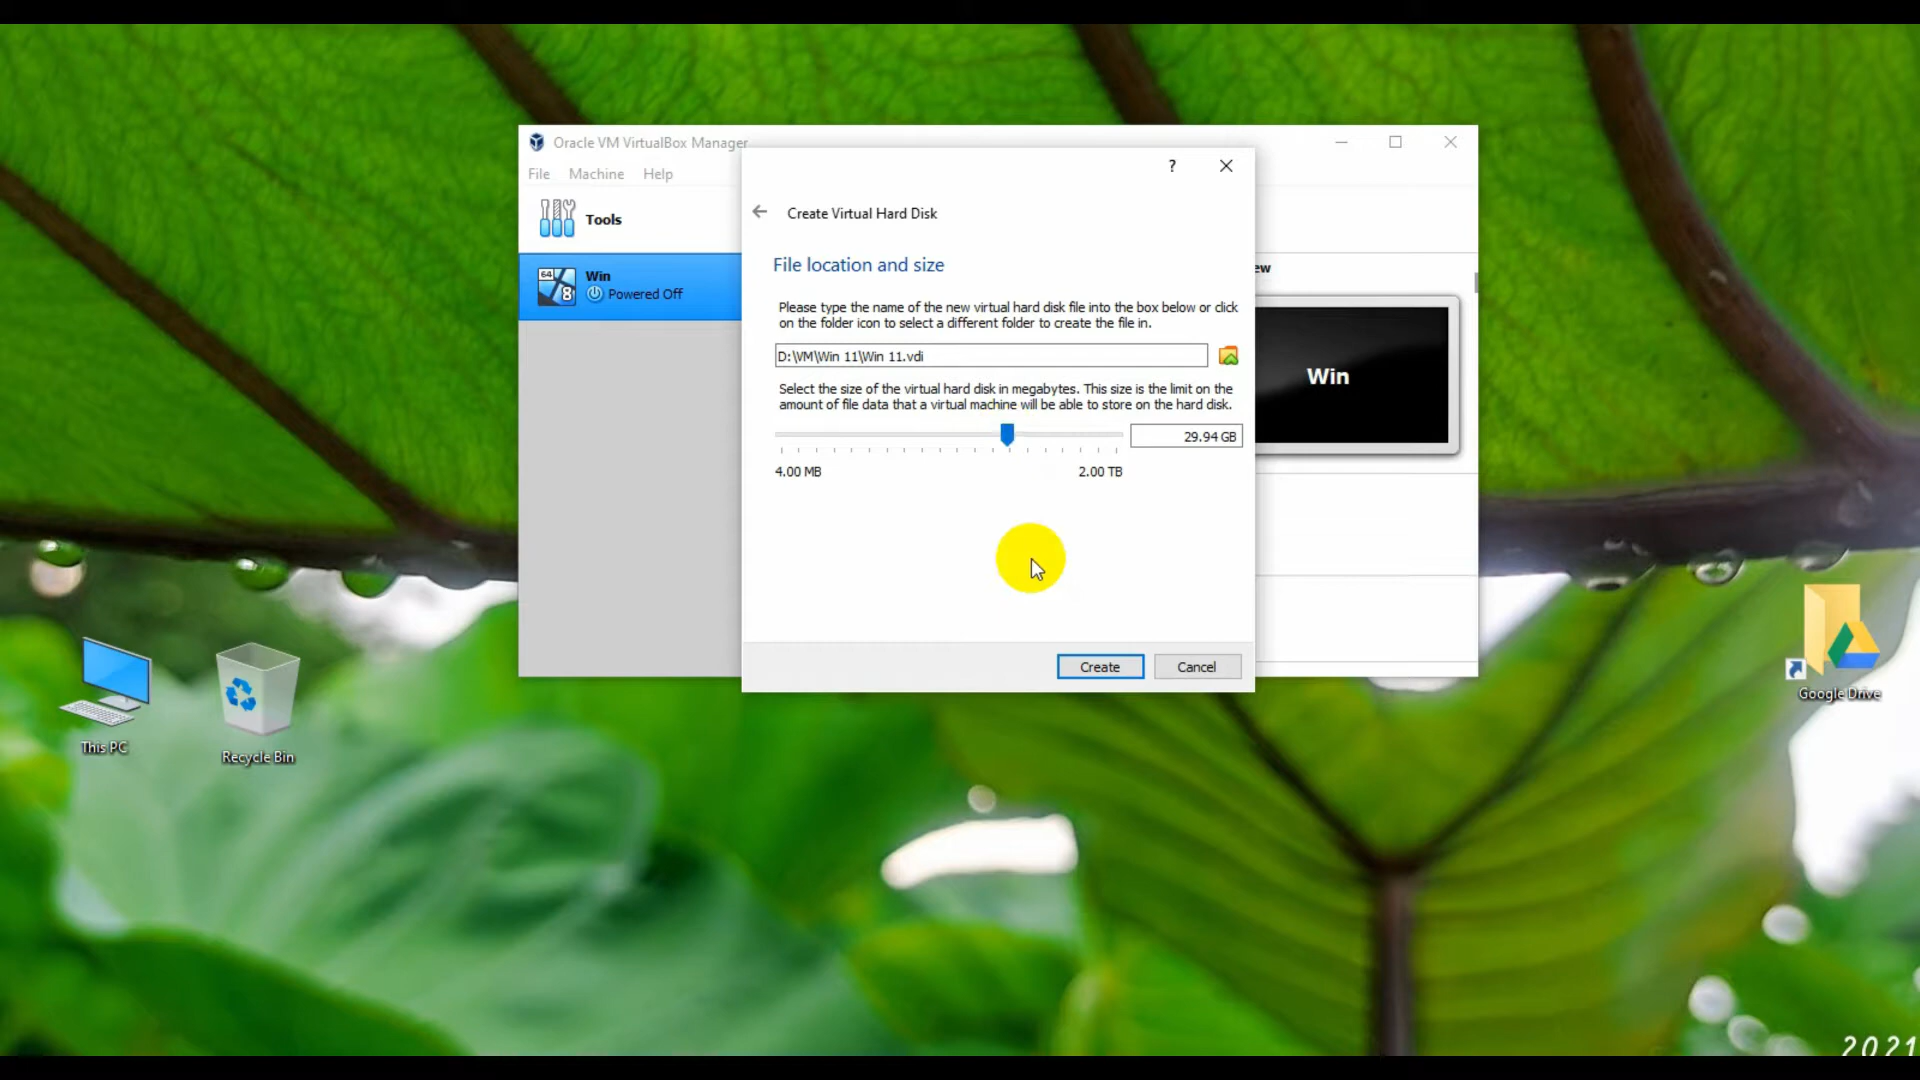 Oracle VM VirtualBox Manager
File Machine Help
Tools
64
8
Win
Powered Off
?
Create Virtual Hard Disk
File location and size
Please type the name of the new virtual hard disk file into the box below or click
on the folder icon to select a different folder to create the file in.
D:\VM\Win 11\Win 11.vdi
Select the size of the virtual hard disk in megabytes. This size is the limit on the
amount of file data that a virtual machine will be able to store on the hard disk.
29.94 GB
4.00 MB
2.00 TB
Create
Cancel
ew
Win
This PC
Recycle Bin
Google Drive
2021